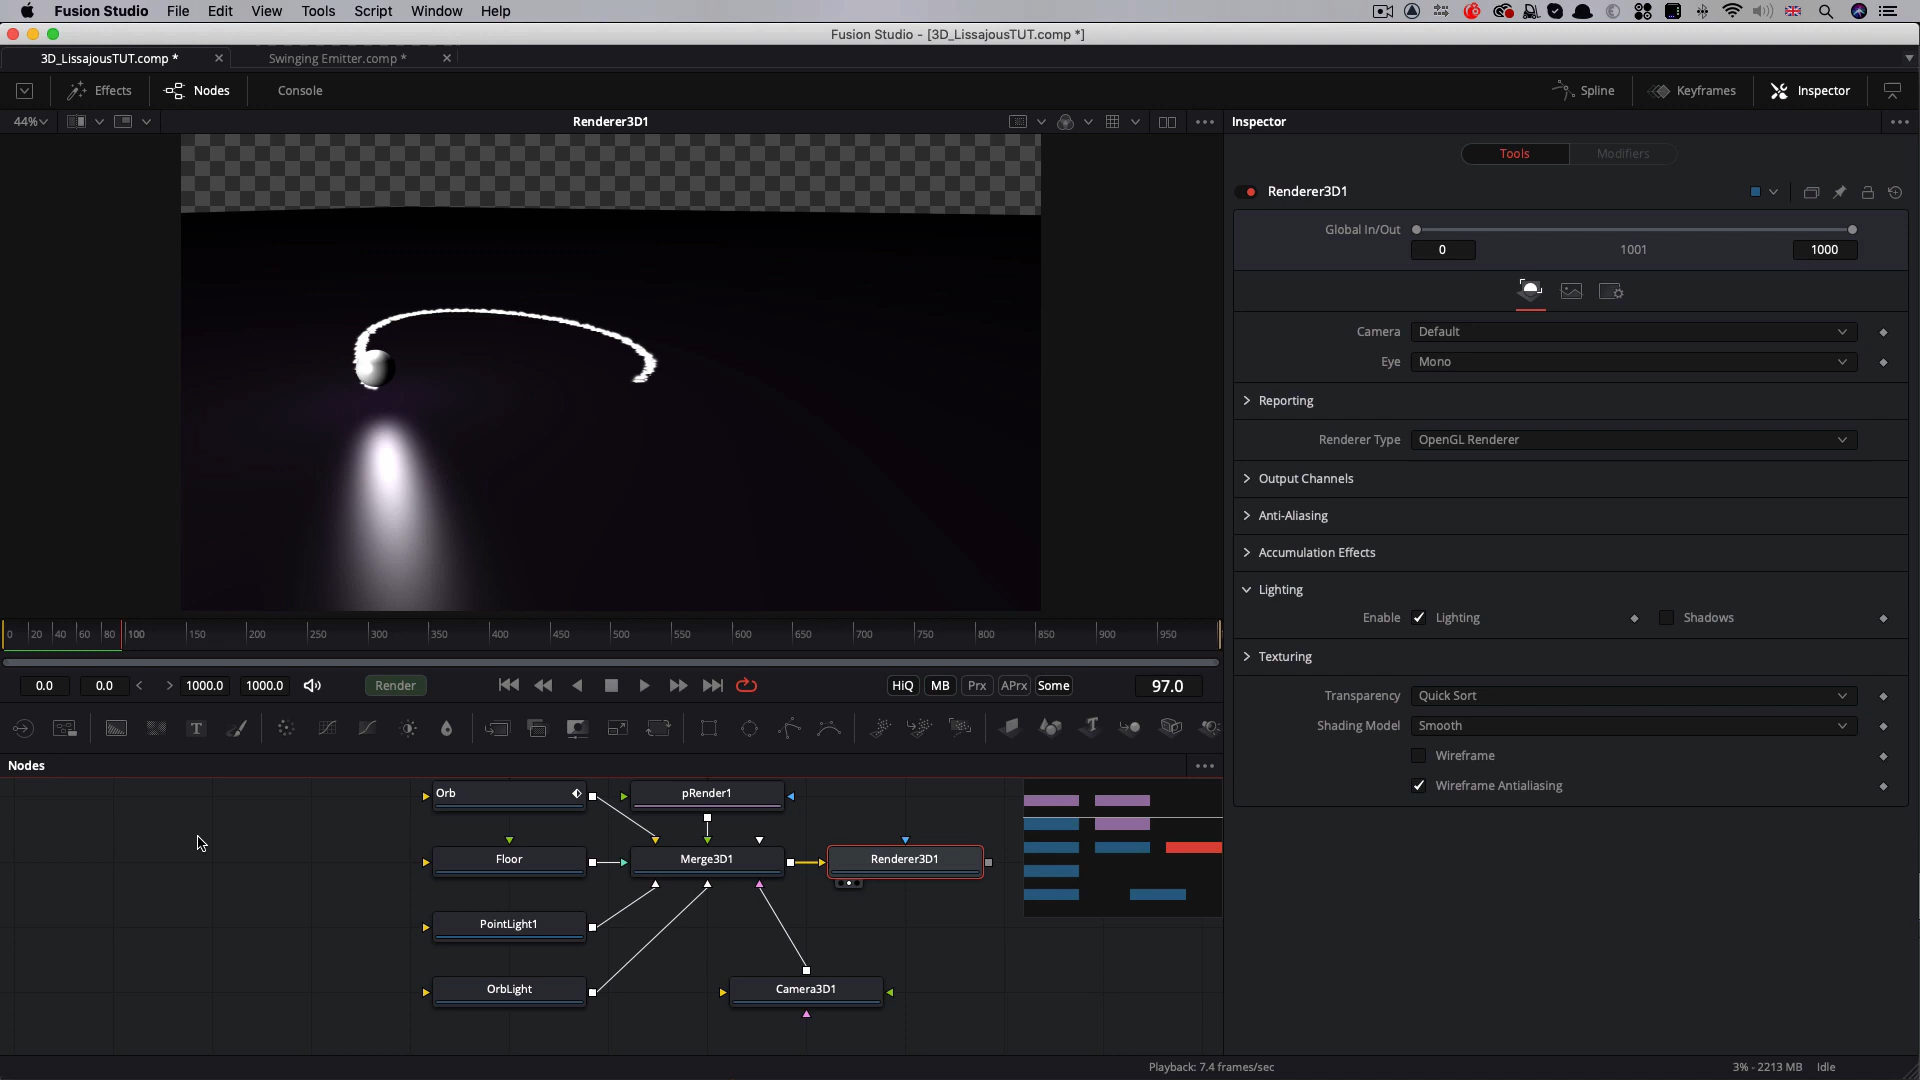 Fusion Studio File Edit View Tools Script Window Help
Fusion Studio - [3D_LissajousTUT.comp *]
3D_LissajousTUT.comp *
Swinging Emitter.comp *
Effects
Nodes
Console
Spline
Keyframes
Inspector
44%
Renderer3D1
Inspector
Tools
Modifiers
Renderer3D1
Global In/Out
0
1001
1000
Camera
Default
Eye
Mono
Reporting
Renderer Type
OpenGL Renderer
Output Channels
Anti-Aliasing
Accumulation Effects
Lighting
Enable
Lighting
Shadows
Texturing
Transparency
Quick Sort
Shading Model
Smooth
Wireframe
Wireframe Antialiasing
0 20 40 60 80 100 150 200 250 300 350 400 450 500 550 600 650 700 750 800 850 900 950
0.0
0.0
1000.0
1000.0
Render
HiQ
MB
Prx
APrx
Some
97.0
Nodes
Orb
pRender1
Floor
Merge3D1
Renderer3D1
PointLight1
OrbLight
Camera3D1
Playback: 7.4 frames/sec
3% - 2213 MB
Idle